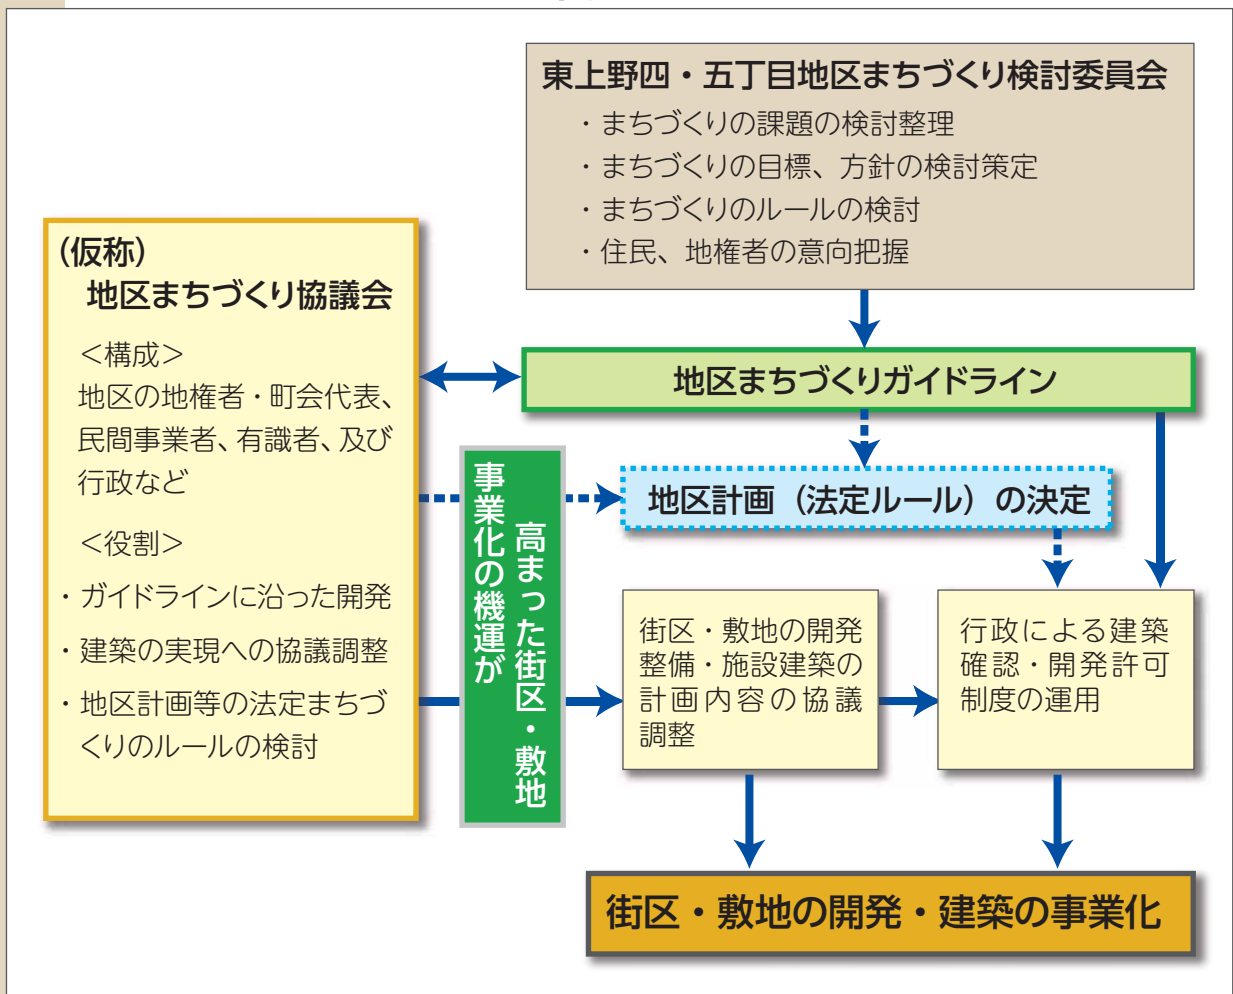 東上野四・五丁目地区まちづくり検討委員会
・まちづくりの課題の検討整理
・まちづくりの目標、方針の検討策定
・まちづくりのルールの検討
・住民、地権者の意向把握
(仮称)
地区まちづくり協議会
＜構成＞
地区の地権者・町会代表、
民間事業者、有識者、及び
行政など
＜役割＞
・ガイドラインに沿った開発
・建築の実現への協議調整
・地区計画等の法定まちづ
くりのルールの検討
地区まちづくりガイドライン
事業化の機運が
高まった街区・敷地
地区計画（法定ルール）の決定
街区・敷地の開発
整備・施設建築の
計画内容の協議
調整
行政による建築
確認・開発許可
制度の運用
街区・敷地の開発・建築の事業化